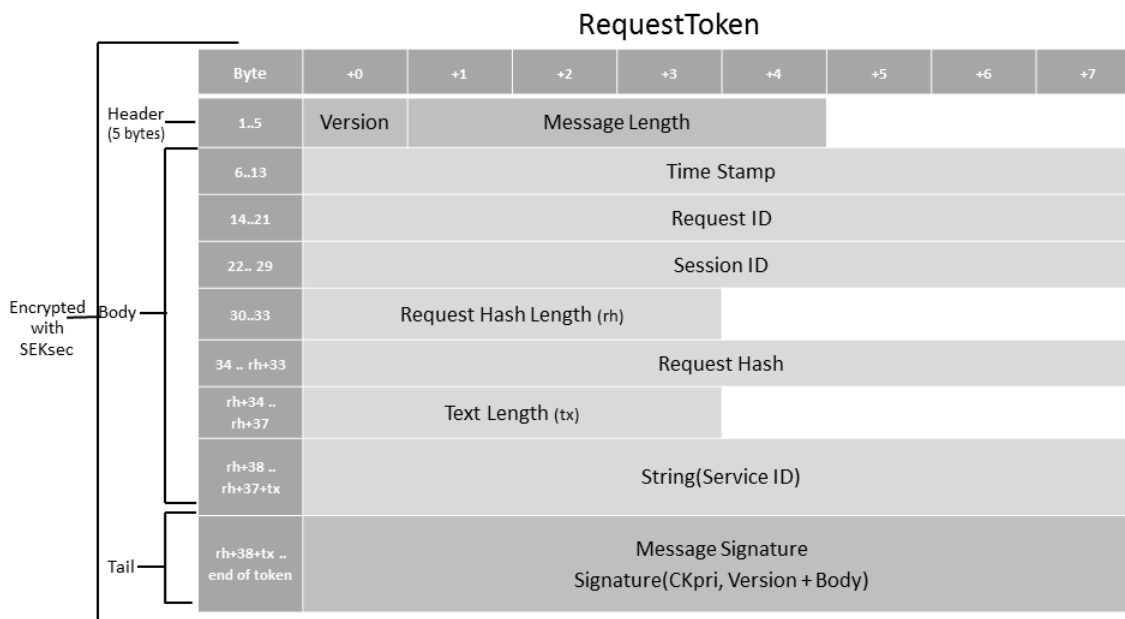 RequestToken
Byte +0 +1 +2 +3 +4 +5 +6 +7
Header
(5 bytes)
1..5 Version Message Length
6..13 Time Stamp
14..21 Request ID
22.. 29 Session ID
Encrypted
with
SEKsec
Body
30..33 Request Hash Length (rh)
34 .. rh+33 Request Hash
rh+34 ..
rh+37
Text Length (tx)
rh+38 ..
rh+37+tx
String(Service ID)
Tail
rh+38+tx ..
end of token
Message Signature
Signature(CKpri, Version + Body)